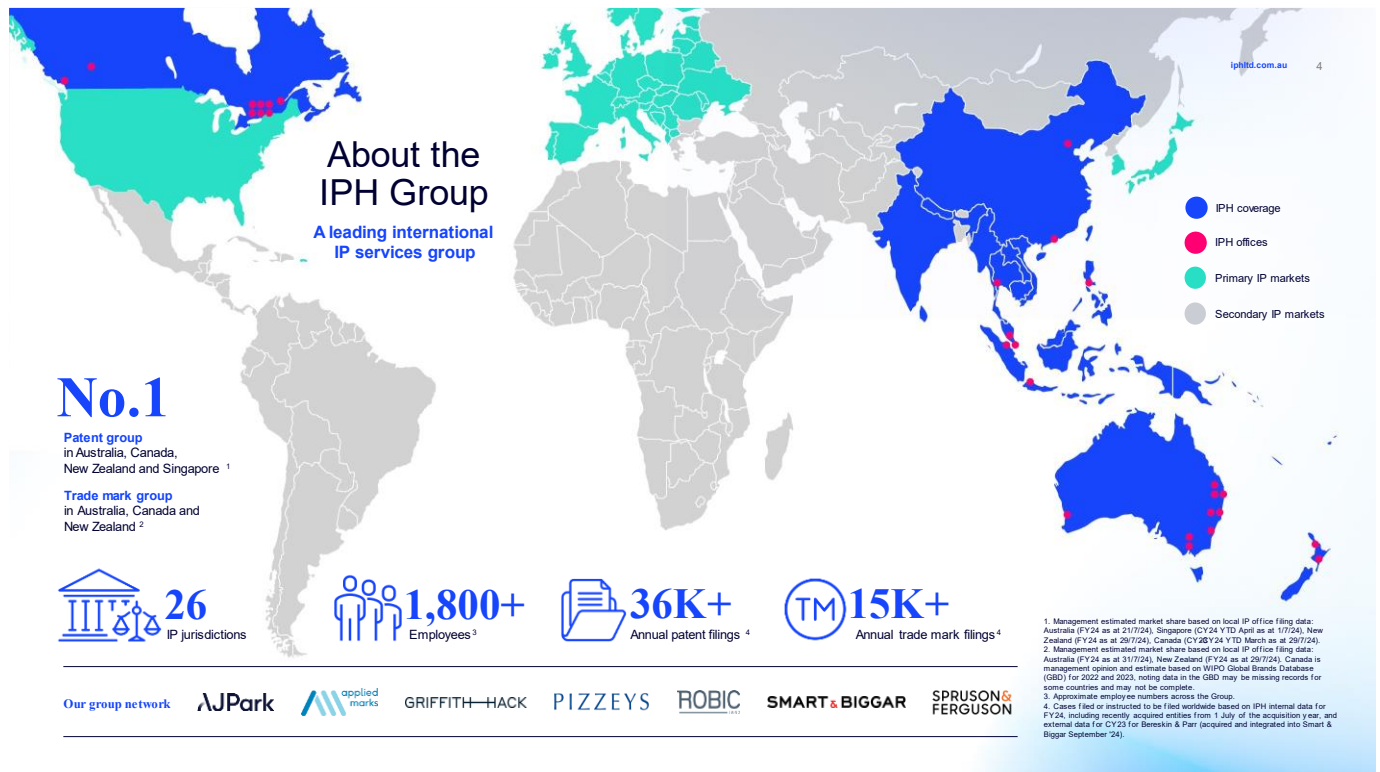 iphltd.com.au 4
About the
IPH Group
A leading international
IP services group
IPH coverage
IPH offices
Primary IP markets
Secondary IP markets
No.1
Patent group
in Australia, Canada,
New Zealand and Singapore 1
Trade mark group
in Australia, Canada and
New Zealand 2
26
IP jurisdictions
1,800+
Employees 3
36K+
Annual patent filings 4
TM
15K+
Annual trade mark filings 4
Our group network
AJPark
applied
marks
GRIFFITH HACK
PIZZEYS
ROBIC
SMART & BIGGAR
SPRUSON &
FERGUSON
1. Management estimated market share based on local IP office filing data:
Australia (FY24 as at 21/7/24), Singapore (CY24 YTD April as at 1/7/24), New
Zealand (FY24 as at 29/7/24), Canada (CY24 YTD March as at 29/7/24).
2. Management estimated market share based on local IP office filing data:
Australia (FY24 as at 31/7/24), New Zealand (FY24 as at 29/7/24). Canada is
management opinion and estimate based on WIPO Global Brands Database
(GBD) for 2022 and 2023, noting data in the GBD may be missing records for
some countries and may not be complete.
3. Approximate employee numbers across the Group.
4. Cases filed or instructed to be filed worldwide based on IPH internal data for
FY24, including recently acquired entities from 1 July of the acquisition year, and
external data for CY23 for Bereskin & Parr (acquired and integrated into Smart &
Biggar September '24).